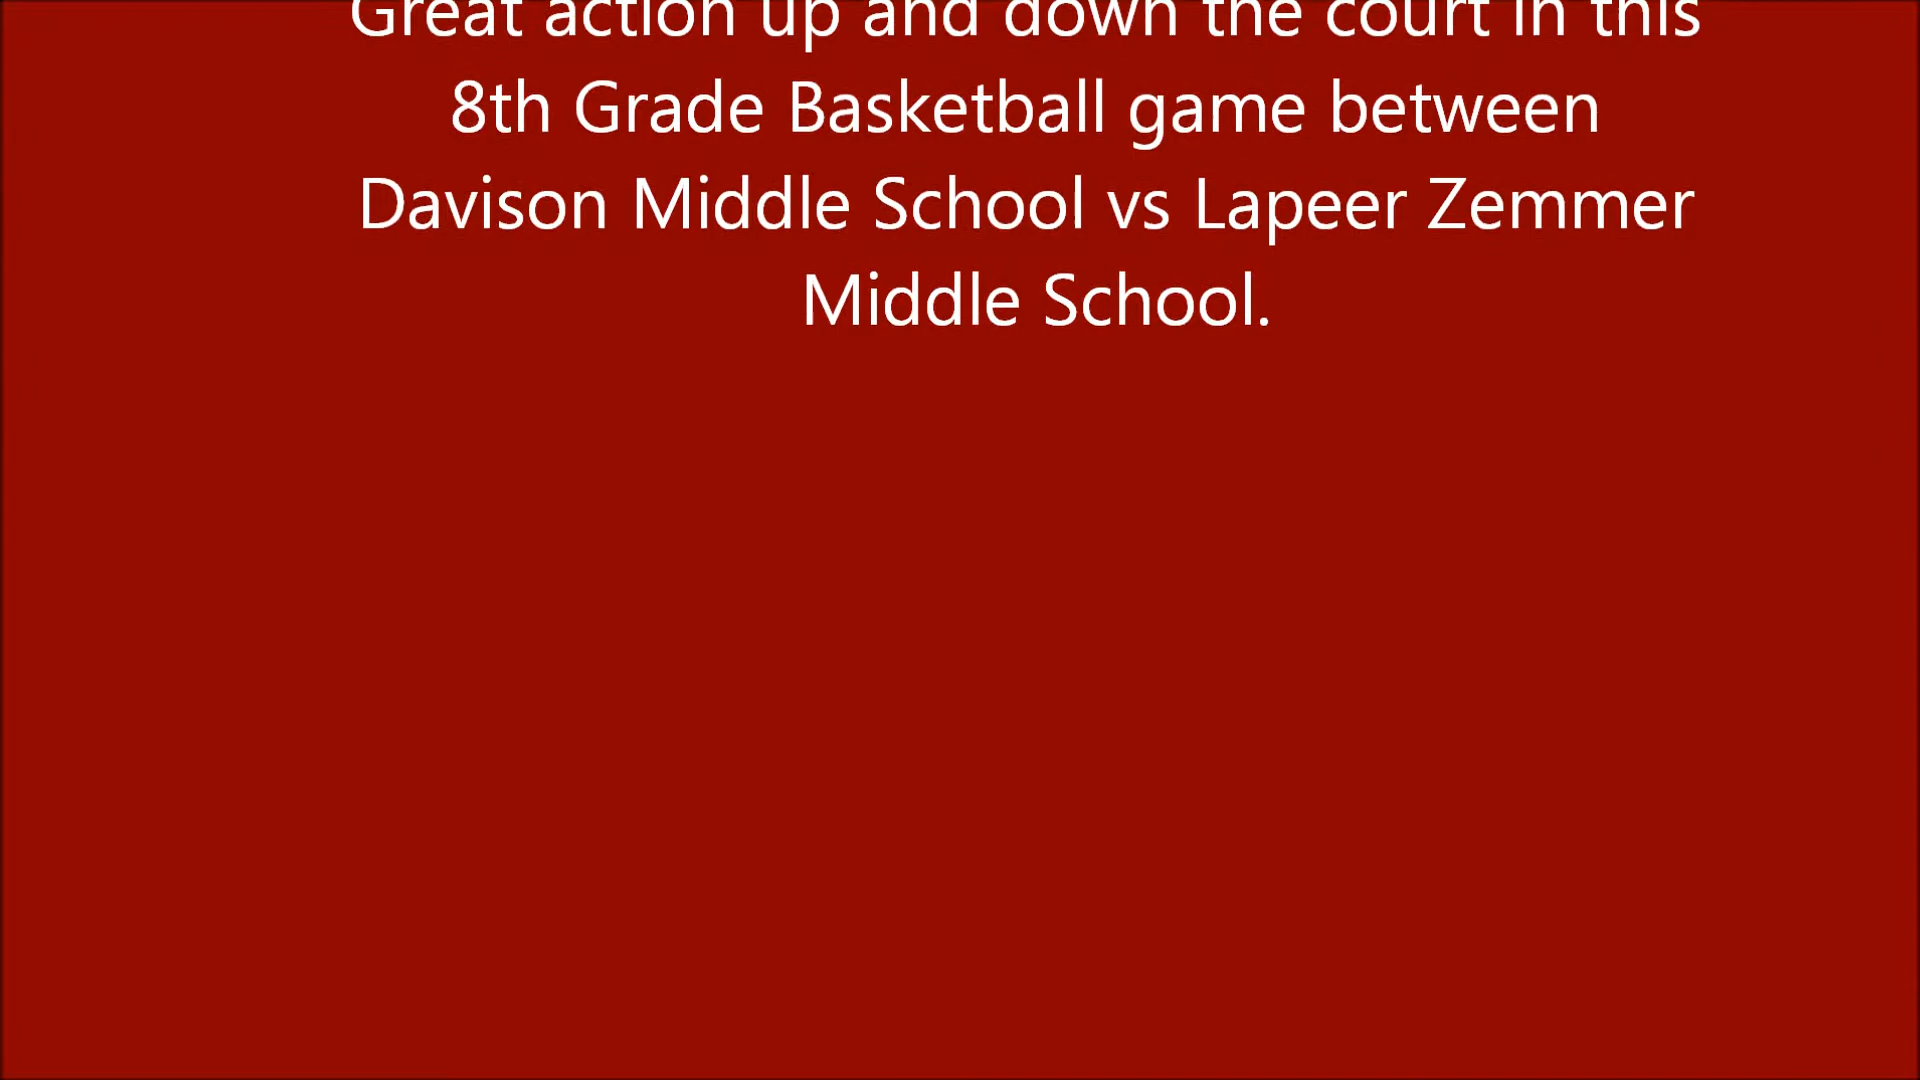 Great action up and down the court in this
8th Grade Basketball game between
Davison Middle School vs Lapeer Zemmer
Middle School.